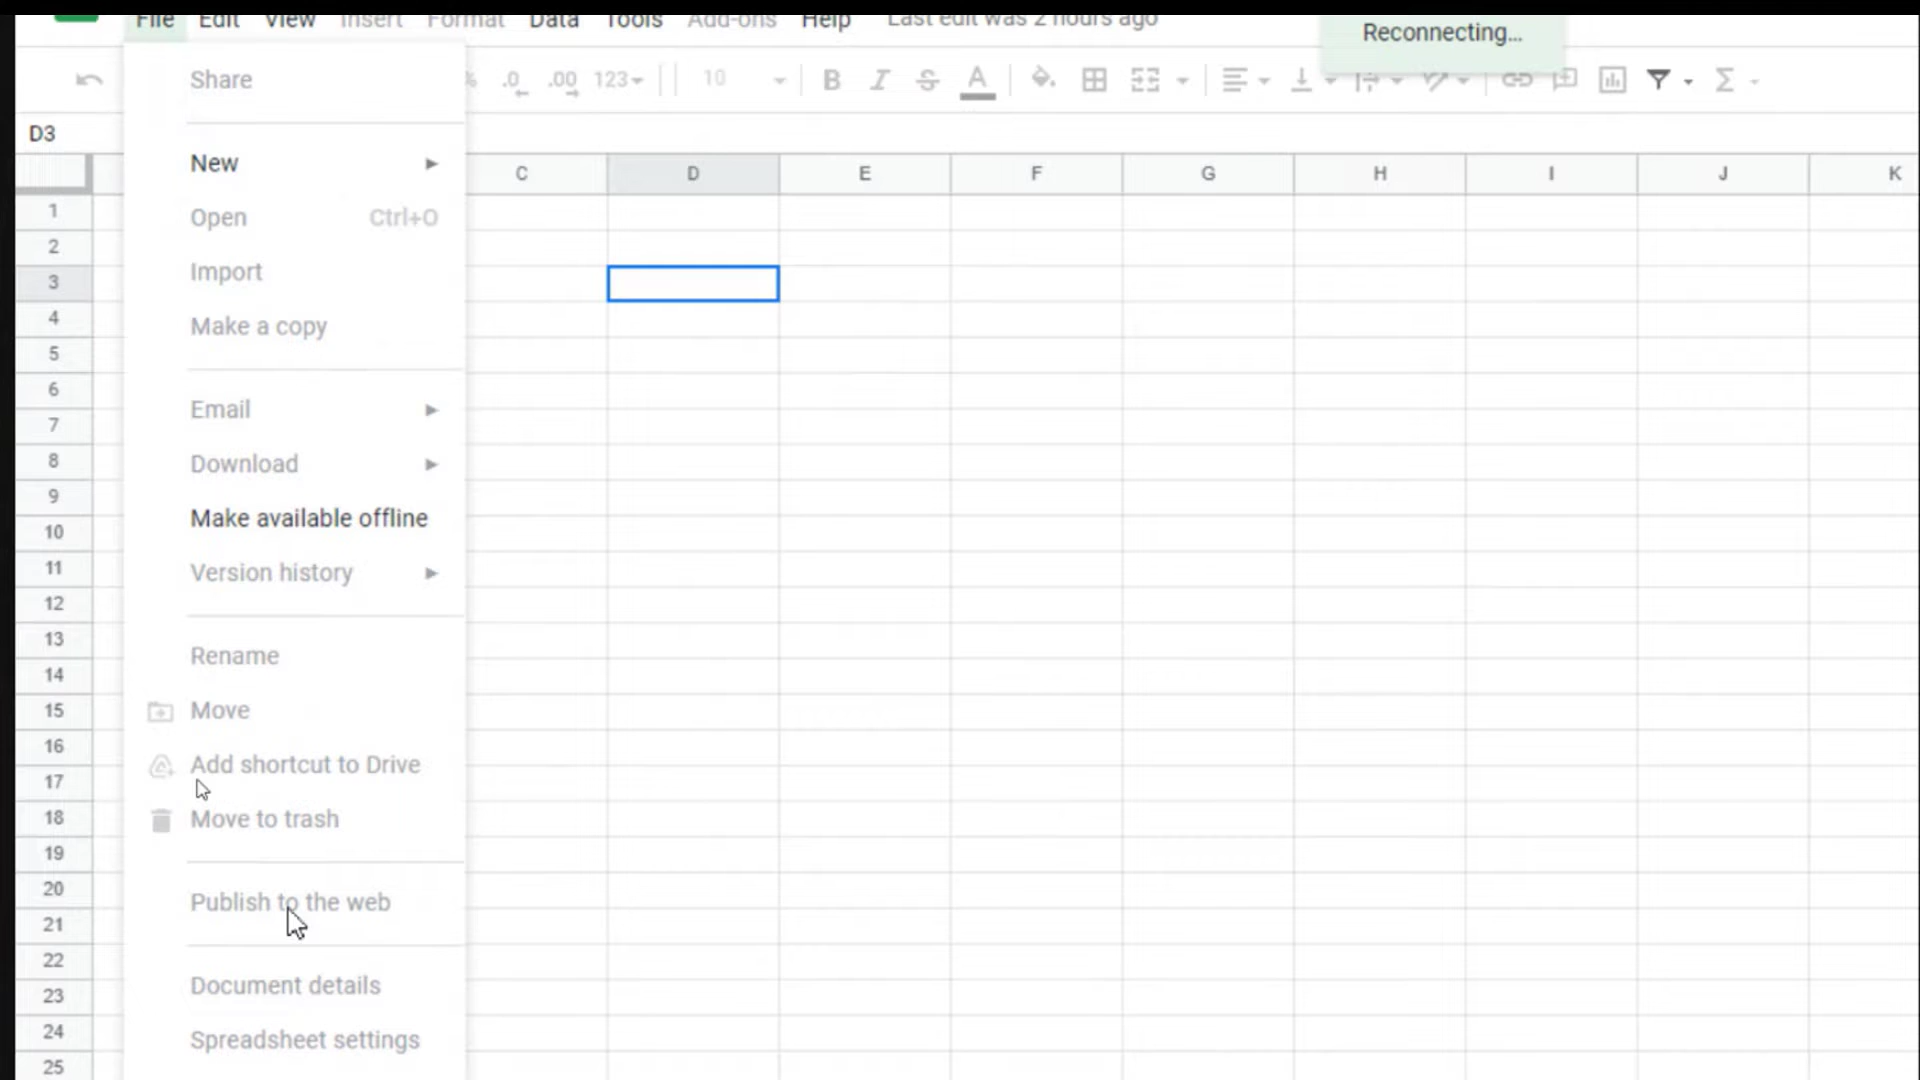 File Edit View Insert Format Data Tools Add-ons Help Last edit was 2 hours ago
Reconnecting...
Share
% .0 .00 123 10 B I S A Σ
D3
C D E F G H I J K
New
Open Ctrl+O
Import
Make a copy
Email
Download
Make available offline
Version history
Rename
Move
Add shortcut to Drive
Move to trash
Publish to the web
Document details
Spreadsheet settings
1
2
3
4
5
6
7
8
9
10
11
12
13
14
15
16
17
18
19
20
21
22
23
24
25